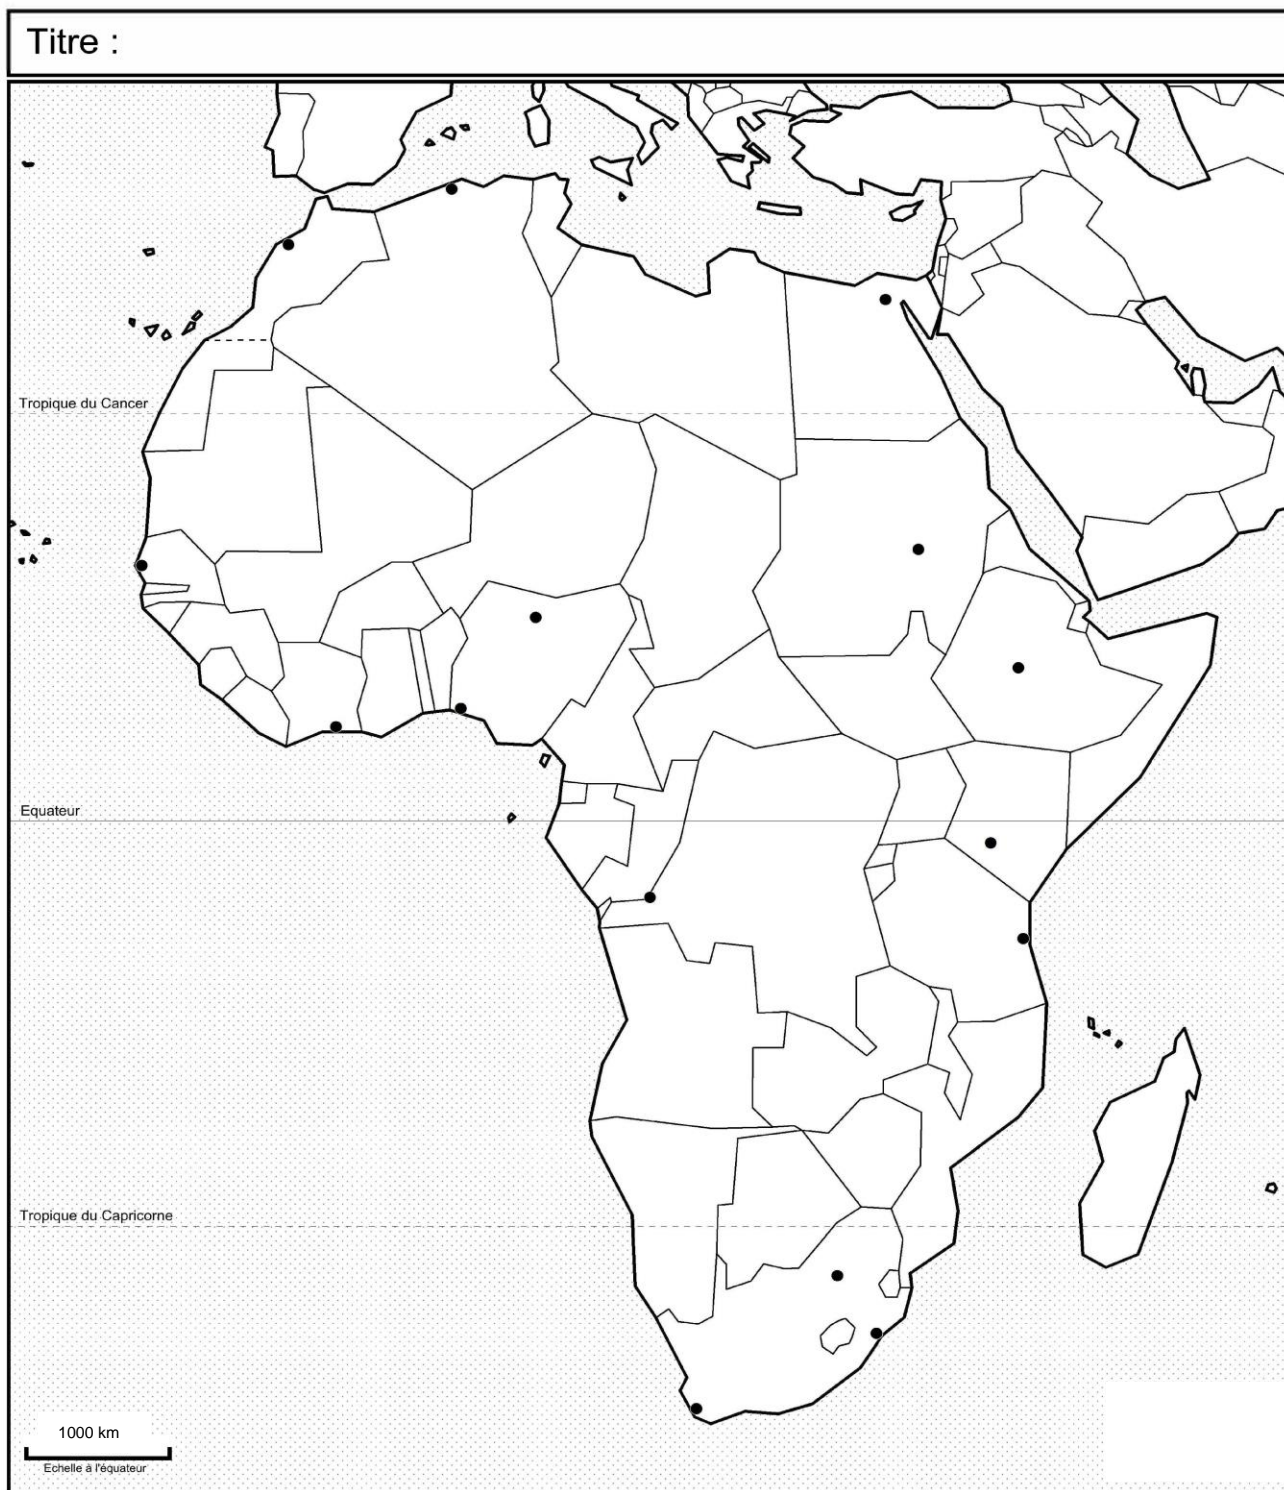 Titre :
Tropique du Cancer
Equateur
Tropique du Capricorne
1000 km
Echelle à l'équateur